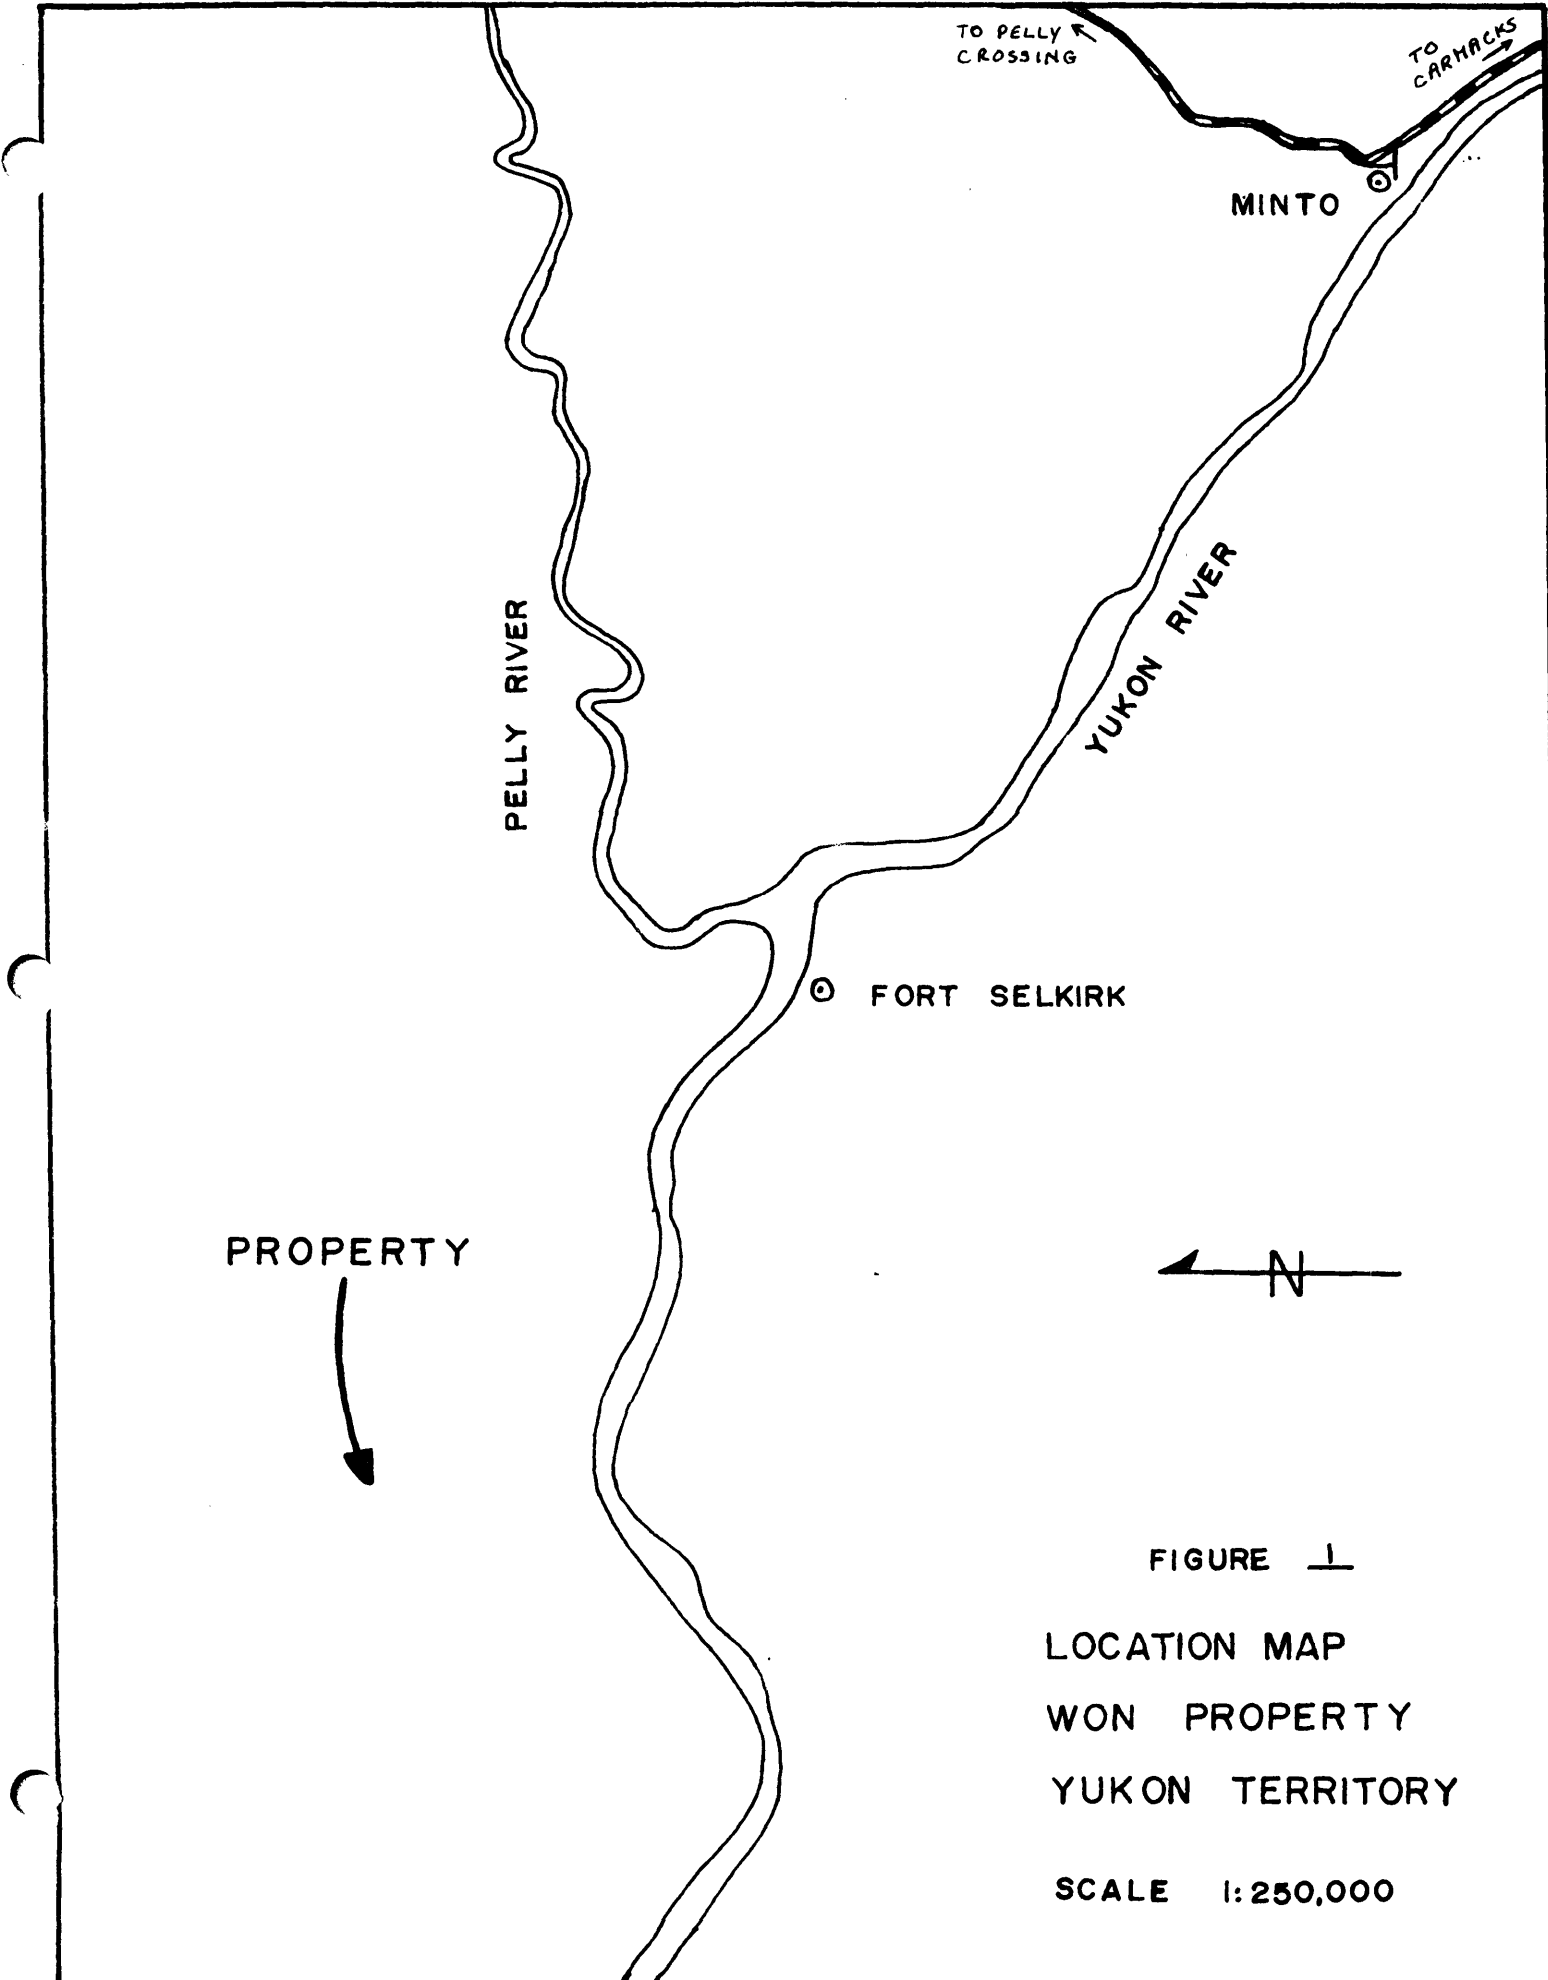 TO PELLY
CROSSING
TO
CARMACKS
MINTO
PELLY RIVER
YUKON RIVER
FORT SELKIRK
PROPERTY
N
FIGURE 1
LOCATION MAP
WON PROPERTY
YUKON TERRITORY
SCALE 1:250,000